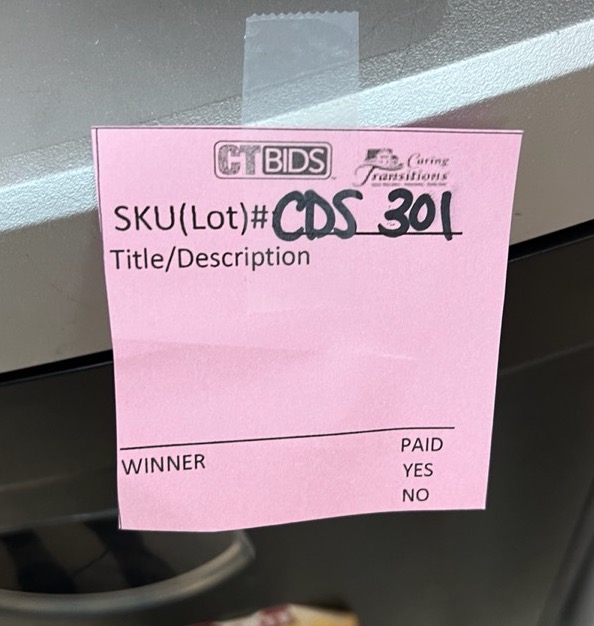 CTBIDS
Caring
Transitions
SKU(Lot)# CDS 301
Title/Description
WINNER
PAID
YES
NO